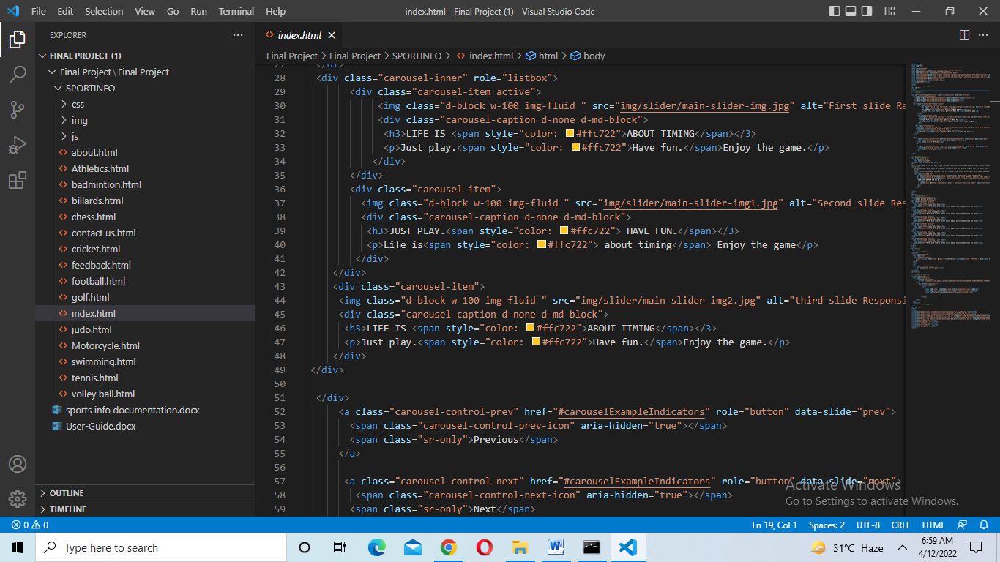 File Edit Selection View Go Run Terminal Help index.html - Final Project (1) - Visual Studio Code
EXPLORER
FINAL PROJECT (1)
Final Project \ Final Project
SPORTINFO
css
img
js
about.html
Athletics.html
badmintion.html
billards.html
chess.html
contact us.html
cricket.html
feedback.html
football.html
golf.html
index.html
judo.html
Motorcycle.html
swimming.html
tennis.html
volley ball.html
sports info documentation.docx
User-Guide.docx
OUTLINE
TIMELINE
index.html
Final Project > Final Project > SPORTINFO > index.html > html > body
27 </ol>
28 <div class="carousel-inner" role="listbox">
29 <div class="carousel-item active">
30 <img class="d-block w-100 img-fluid " src="img/slider/main-slider-img.jpg" alt="First slide Re
31 <div class="carousel-caption d-none d-md-block">
32 <h3>LIFE IS <span style="color: #ffc722">ABOUT TIMING</span></3>
33 <p>Just play.<span style="color: #ffc722">Have fun.</span>Enjoy the game.</p>
34 </div>
35 </div>
36 <div class="carousel-item">
37 <img class="d-block w-100 img-fluid " src="img/slider/main-slider-img1.jpg" alt="Second slide Res
38 <div class="carousel-caption d-none d-md-block">
39 <h3>JUST PLAY.<span style="color: #ffc722"> HAVE FUN.</span></3>
40 <p>Life is<span style="color: #ffc722"> about timing</span> Enjoy the game</p>
41 </div>
42 </div>
43 <div class="carousel-item">
44 <img class="d-block w-100 img-fluid " src="img/slider/main-slider-img2.jpg" alt="third slide Responsi
45 <div class="carousel-caption d-none d-md-block">
46 <h3>LIFE IS <span style="color: #ffc722">ABOUT TIMING</span></3>
47 <p>Just play.<span style="color: #ffc722">Have fun.</span>Enjoy the game.</p>
48 </div>
49 </div>
50
51 </div>
52 <a class="carousel-control-prev" href="#carouselExampleIndicators" role="button" data-slide="prev">
53 <span class="carousel-control-prev-icon" aria-hidden="true"></span>
54 <span class="sr-only">Previous</span>
55 </a>
56
57 <a class="carousel-control-next" href="#carouselExampleIndicators" role="button" data-slide="next">
58 <span class="carousel-control-next-icon" aria-hidden="true"></span>
59 <span class="sr-only">Next</span>
Activate Windows
Go to Settings to activate Windows.
0 0 Ln 19, Col 1 Spaces: 2 UTF-8 CRLF HTML
Type here to search
31°C Haze
6:59 AM
4/12/2022